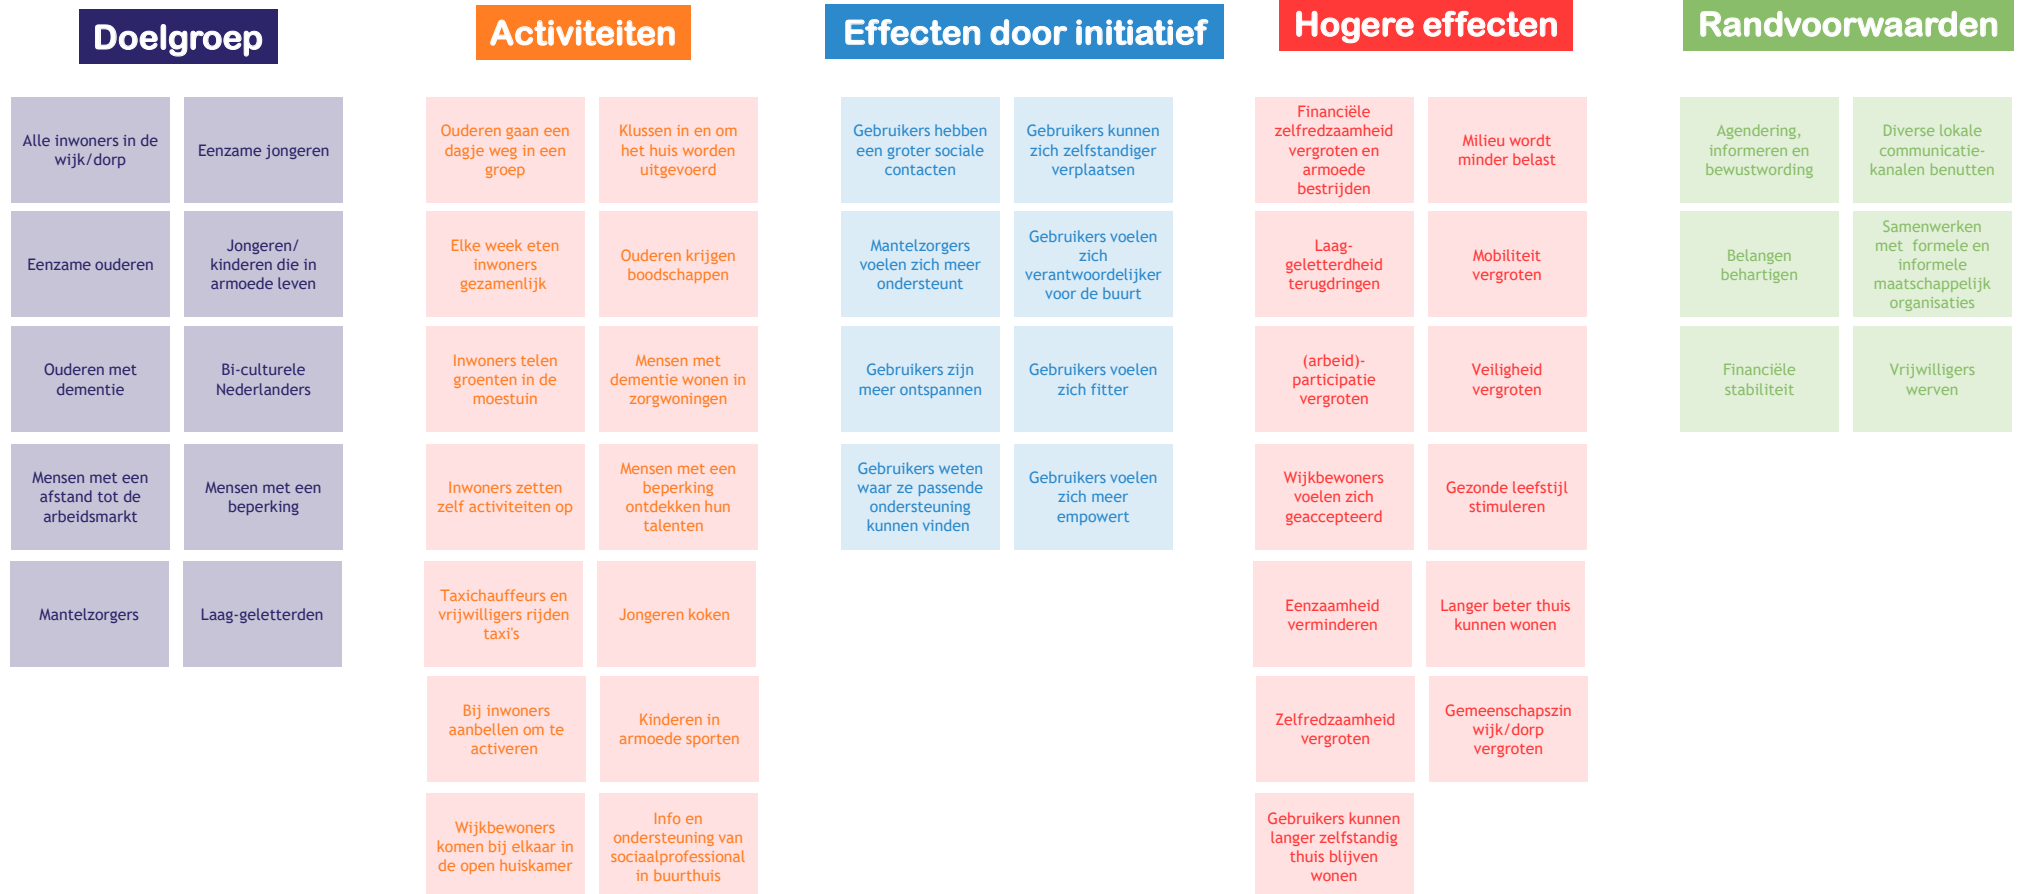 Doelgroep
Alle inwoners in de
wijk/dorp
Eenzame jongeren
Eenzame ouderen
Jongeren/
kinderen die in
armoede leven
Ouderen met
dementie
Bi-culturele
Nederlanders
Mensen met een
afstand tot de
arbeidsmarkt
Mensen met een
beperking
Mantelzorgers
Laag-geletterden
Activiteiten
Ouderen gaan een
dagje weg in een
groep
Klussen in en om
het huis worden
uitgevoerd
Elke week eten
inwoners
gezamenlijk
Ouderen krijgen
boodschappen
Inwoners telen
groenten in de
moestuin
Mensen met
dementie wonen in
zorgwoningen
Inwoners zetten
zelf activiteiten op
Mensen met een
beperking
ontdekken hun
talenten
Taxichauffeurs en
vrijwilligers rijden
taxi's
Jongeren koken
Bij inwoners
aanbellen om te
activeren
Kinderen in
armoede sporten
Wijkbewoners
komen bij elkaar in
de open huiskamer
Info en
ondersteuning van
sociaalprofessional
in buurthuis
Effecten door initiatief
Gebruikers hebben
een groter sociale
contacten
Gebruikers kunnen
zich zelfstandiger
verplaatsen
Mantelzorgers
voelen zich meer
ondersteunt
Gebruikers voelen
zich
verantwoordelijker
voor de buurt
Gebruikers zijn
meer ontspannen
Gebruikers voelen
zich fitter
Gebruikers weten
waar ze passende
ondersteuning
kunnen vinden
Gebruikers voelen
zich meer
empowert
Hogere effecten
Financiële
zelfredzaamheid
vergroten en
armoede
bestrijden
Milieu wordt
minder belast
Laag-
geletterdheid
terugdringen
Mobiliteit
vergroten
(arbeid)-
participatie
vergroten
Veiligheid
vergroten
Wijkbewoners
voelen zich
geaccepteerd
Gezonde leefstijl
stimuleren
Eenzaamheid
verminderen
Langer beter thuis
kunnen wonen
Zelfredzaamheid
vergroten
Gemeenschapszin
wijk/dorp
vergroten
Gebruikers kunnen
langer zelfstandig
thuis blijven
wonen
Randvoorwaarden
Agendering,
informeren en
bewustwording
Diverse lokale
communicatie-
kanalen benutten
Belangen
behartigen
Samenwerken
met formele en
informele
maatschappelijk
organisaties
Financiële
stabiliteit
Vrijwilligers
werven